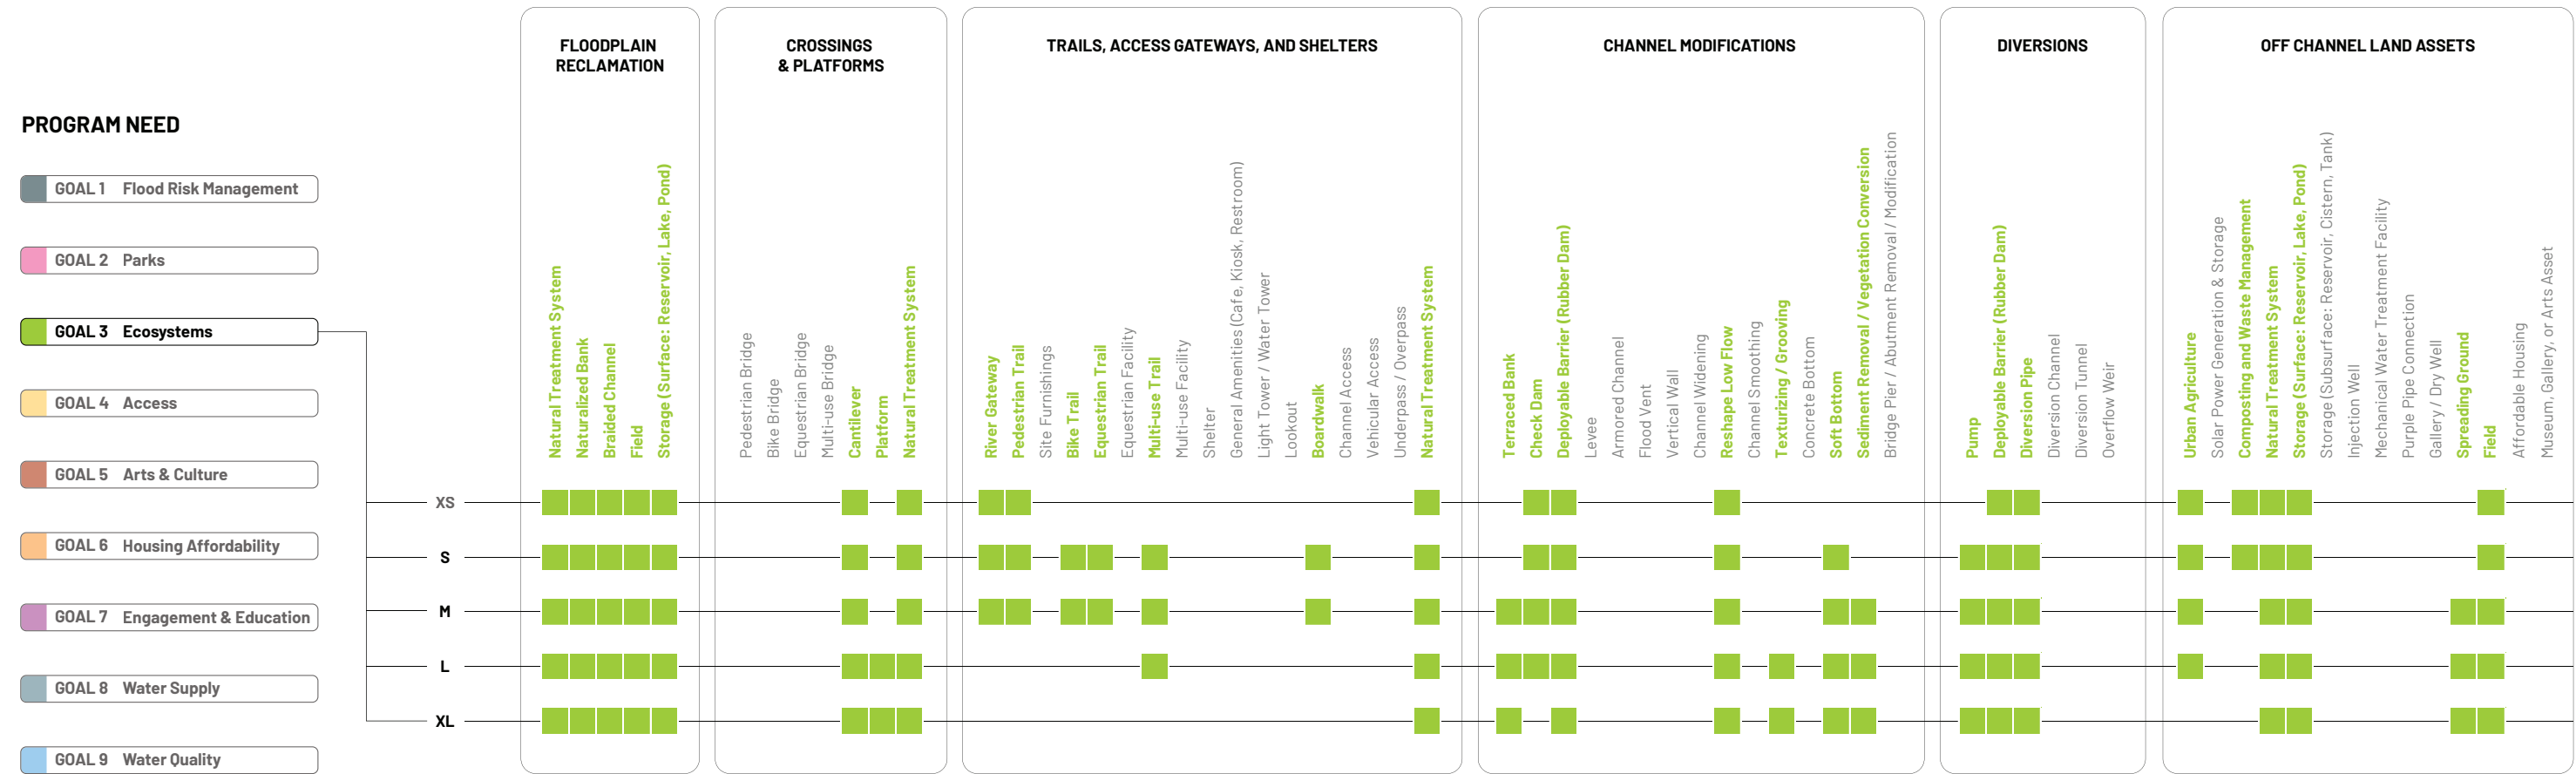 FLOODPLAIN
RECLAMATION
CROSSINGS
& PLATFORMS
TRAILS, ACCESS GATEWAYS, AND SHELTERS
CHANNEL MODIFICATIONS
DIVERSIONS
OFF CHANNEL LAND ASSETS
PROGRAM NEED
GOAL 1 Flood Risk Management
GOAL 2 Parks
GOAL 3 Ecosystems
GOAL 4 Access
GOAL 5 Arts & Culture
GOAL 6 Housing Affordability
GOAL 7 Engagement & Education
GOAL 8 Water Supply
GOAL 9 Water Quality
Natural Treatment System
Naturalized Bank
Braided Channel
Field
Storage (Surface: Reservoir, Lake, Pond)
Pedestrian Bridge
Bike Bridge
Equestrian Bridge
Multi-use Bridge
Cantilever
Platform
Natural Treatment System
River Gateway
Pedestrian Trail
Site Furnishings
Bike Trail
Equestrian Trail
Equestrian Facility
Multi-use Trail
Multi-use Facility
Shelter
General Amenities (Cafe, Kiosk, Restroom)
Light Tower / Water Tower
Lookout
Boardwalk
Channel Access
Vehicular Access
Underpass / Overpass
Natural Treatment System
Terraced Bank
Check Dam
Deployable Barrier (Rubber Dam)
Levee
Armored Channel
Flood Vent
Vertical Wall
Channel Widening
Reshape Low Flow
Channel Smoothing
Texturizing / Grooving
Concrete Bottom
Soft Bottom
Sediment Removal / Vegetation Conversion
Bridge Pier / Abutment Removal / Modification
Pump
Deployable Barrier (Rubber Dam)
Diversion Pipe
Diversion Channel
Diversion Tunnel
Overflow Weir
Urban Agriculture
Solar Power Generation & Storage
Composting and Waste Management
Natural Treatment System
Storage (Surface: Reservoir, Lake, Pond)
Storage (Subsurface: Reservoir, Cistern, Tank)
Injection Well
Mechanical Water Treatment Facility
Purple Pipe Connection
Gallery / Dry Well
Spreading Ground
Field
Affordable Housing
Museum, Gallery, or Arts Asset
XS
S
M
L
XL